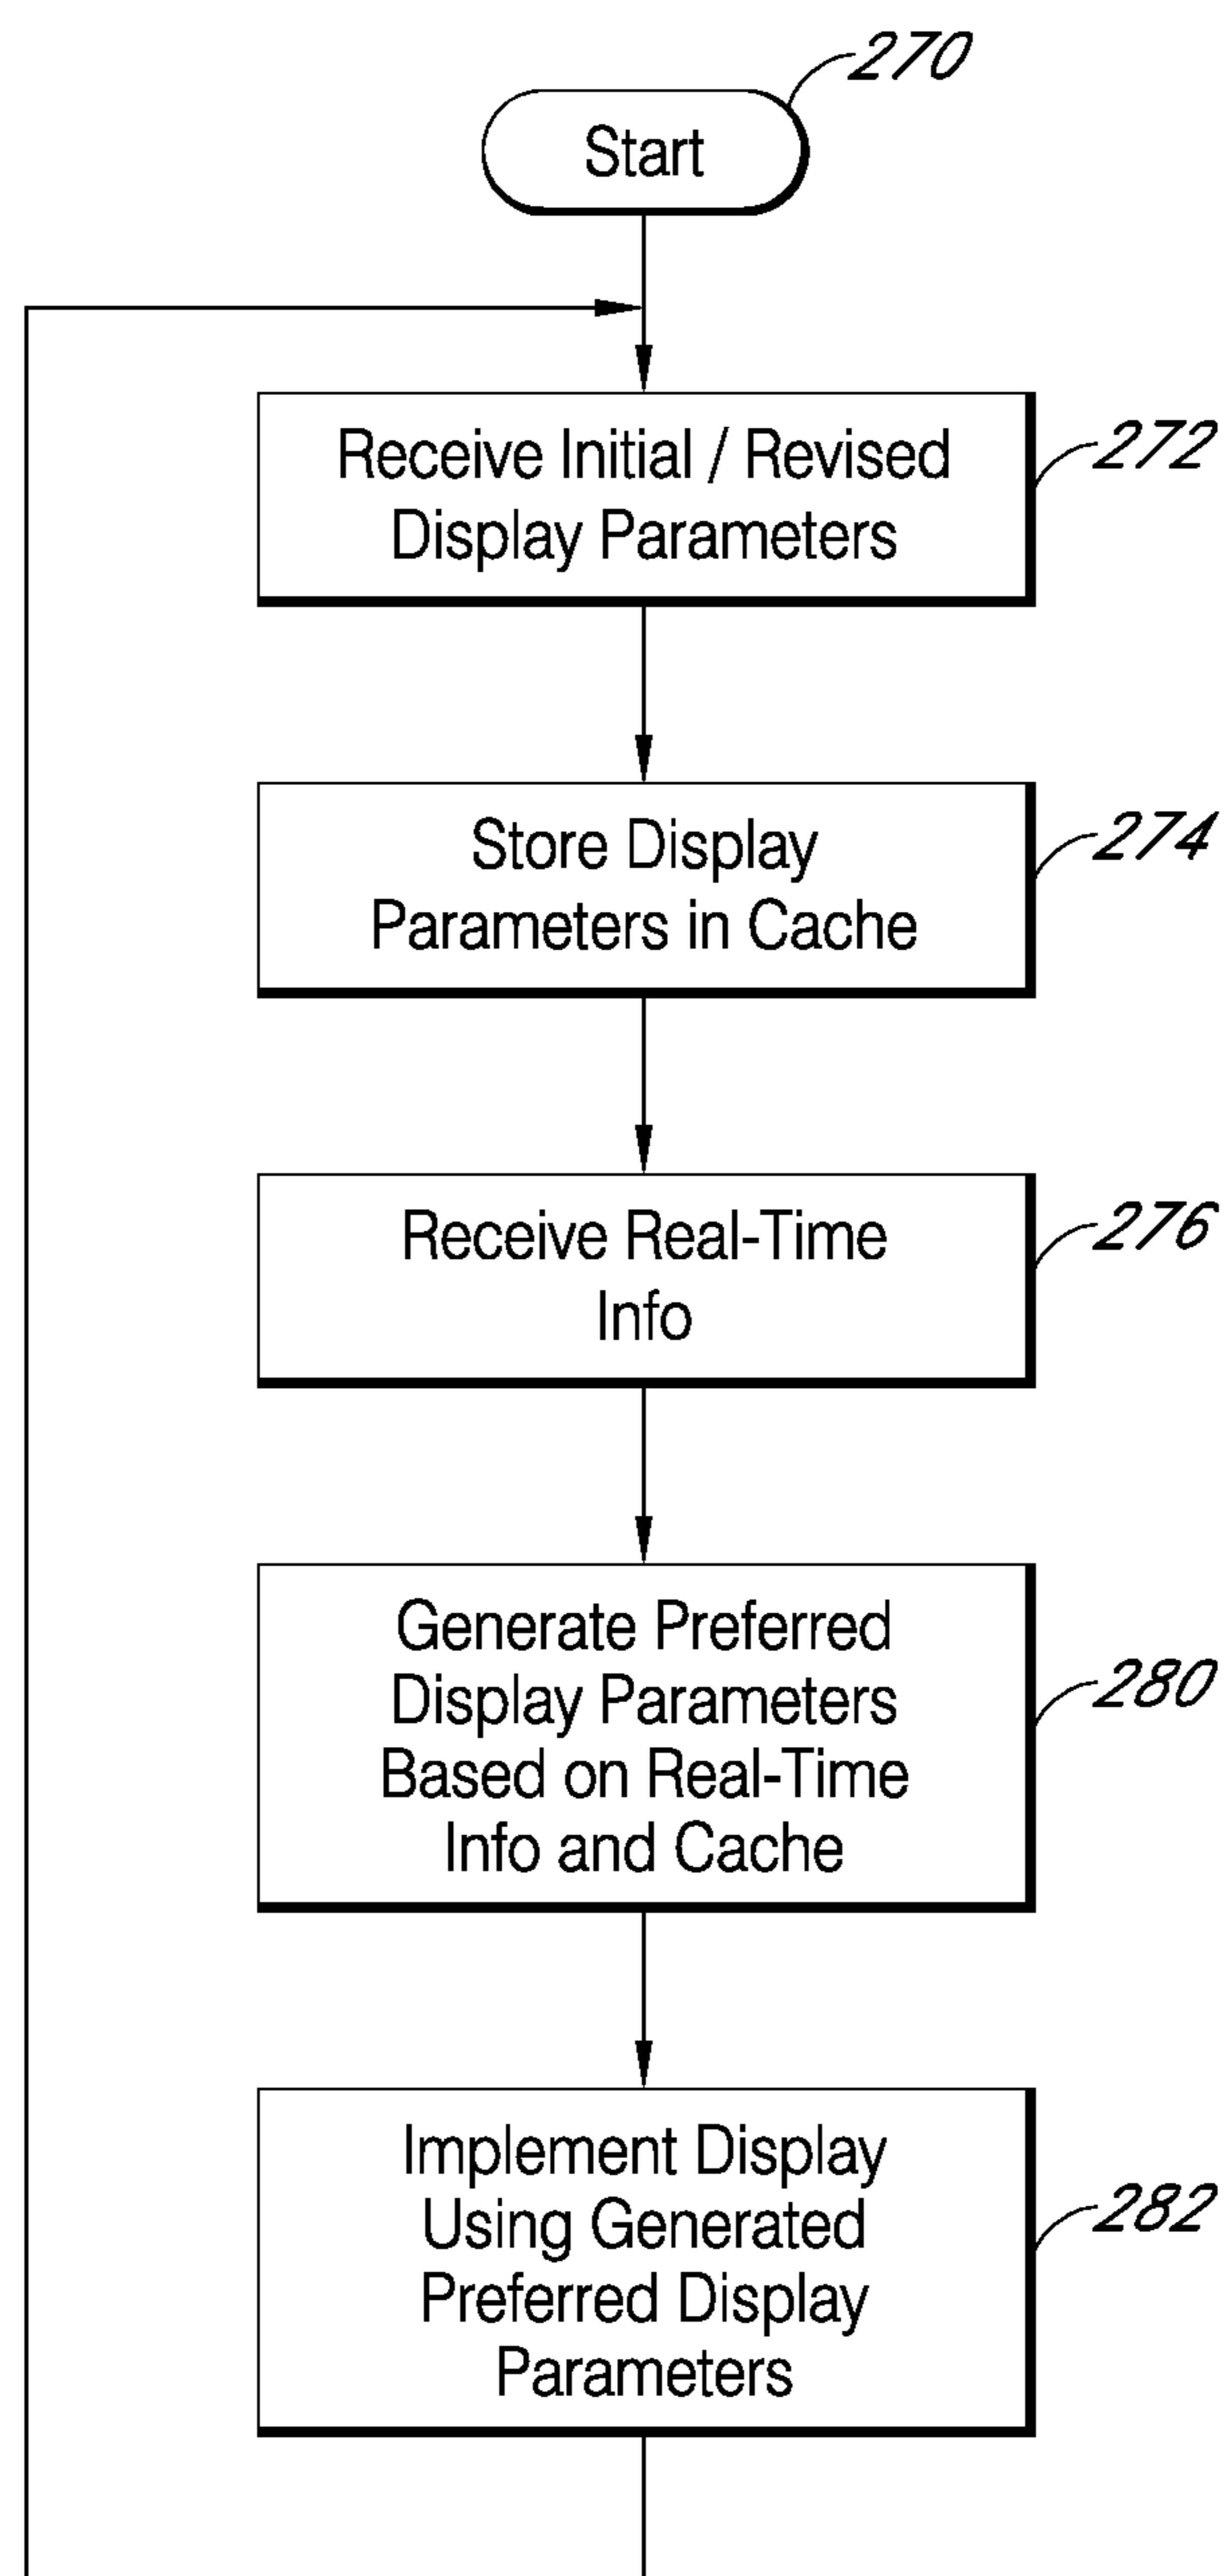 270
Start
Receive Initial / Revised
Display Parameters
272
Store Display
Parameters in Cache
274
Receive Real-Time
Info
276
Generate Preferred
Display Parameters
Based on Real-Time
Info and Cache
280
Implement Display
Using Generated
Preferred Display
Parameters
282